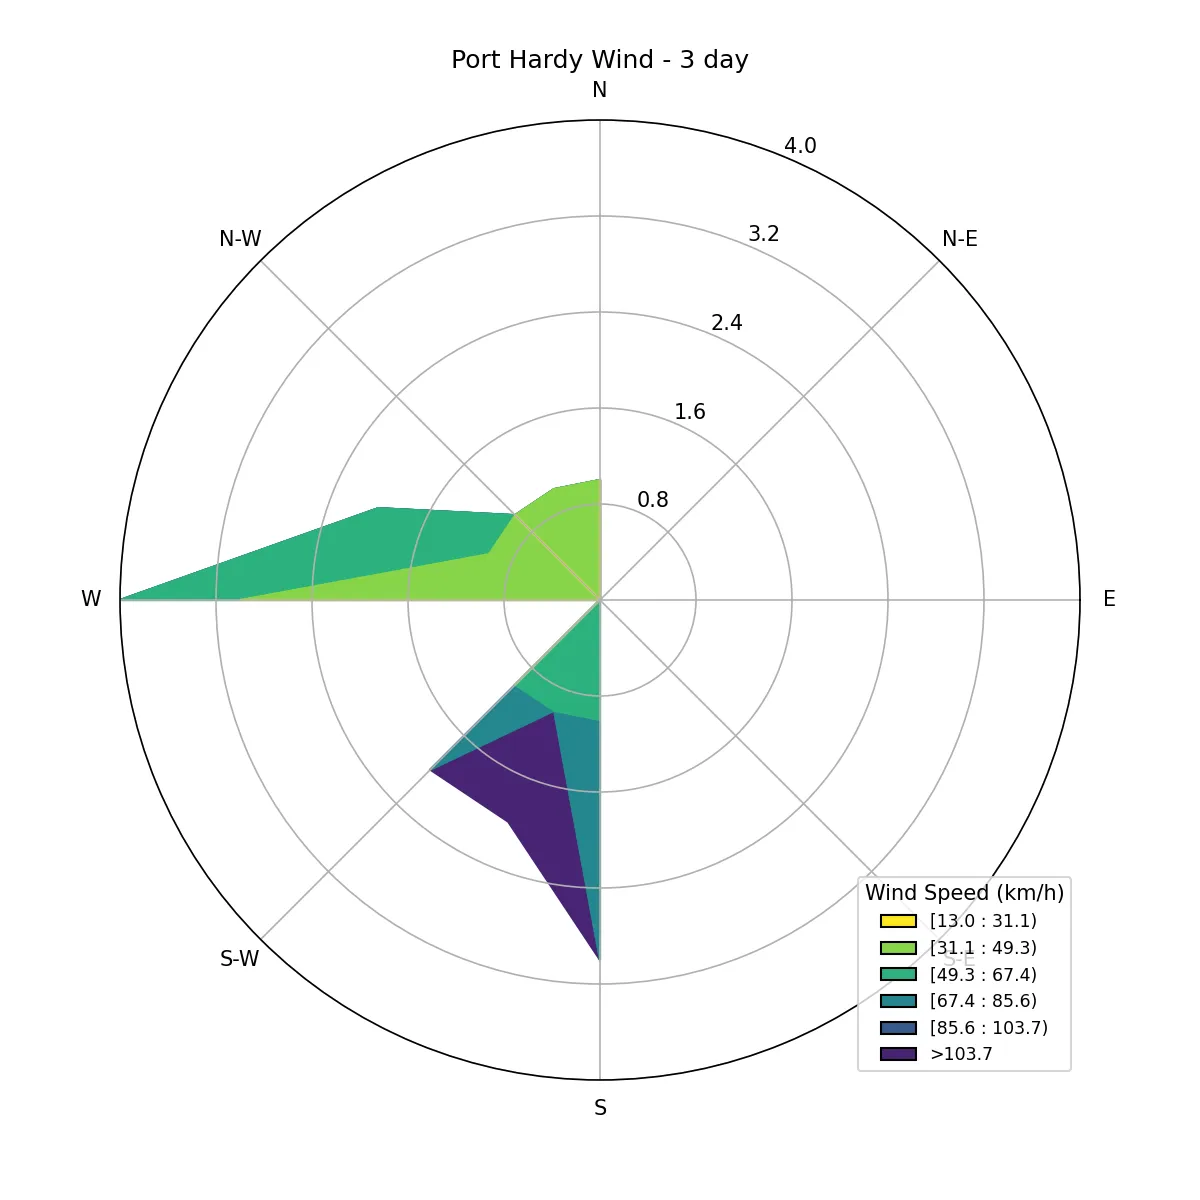 Port Hardy Wind - 3 day
N
4.0
N-W
N-E
3.2
2.4
1.6
0.8
W
E
Wind Speed (km/h)
[13.0 : 31.1)
[31.1 : 49.3)
S-W
S-E
[49.3 : 67.4)
[67.4 : 85.6)
[85.6 : 103.7)
>103.7
S